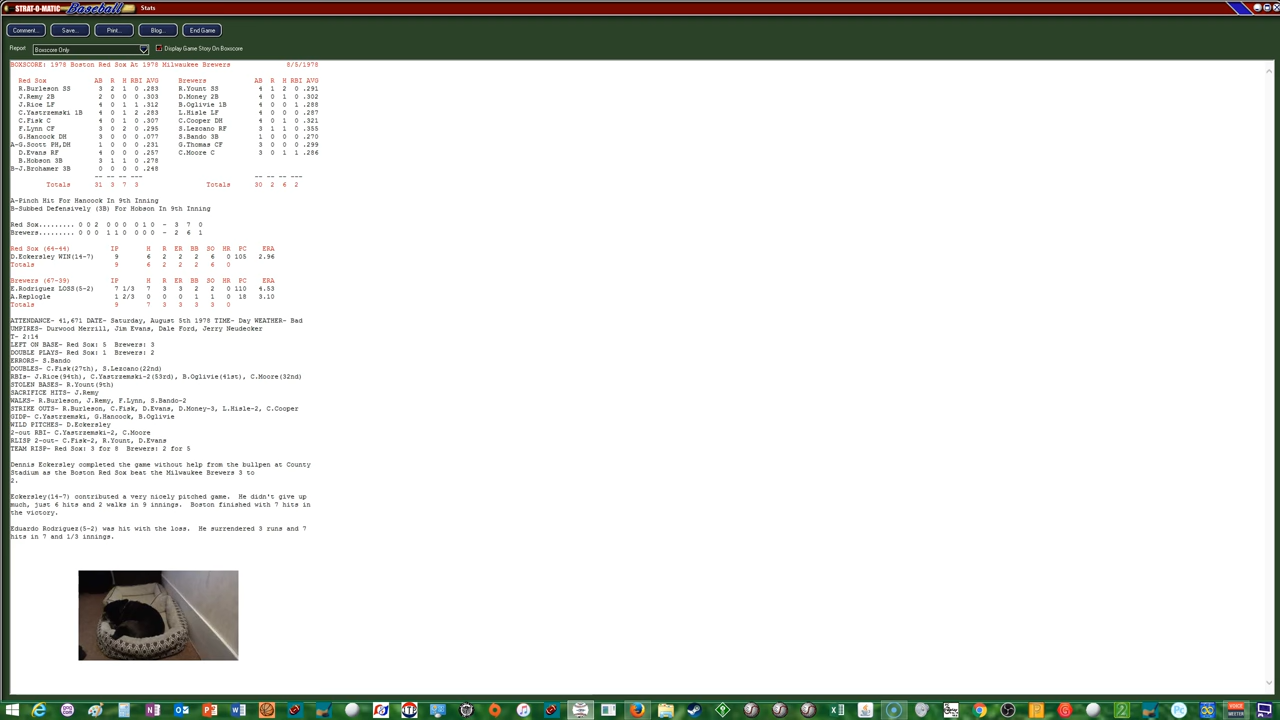 STRAT-O-MATIC Baseball Stats
Comment... Save... Print... Blog... End Game
Report Boxscore Only Display Game Story On Boxscore
BOXSCORE: 1978 Boston Red Sox At 1978 Milwaukee Brewers 8/5/1978
Red Sox AB R H RBI AVG Brewers AB R H RBI AVG
R.Burleson SS 3 2 1 0 .283 R.Yount SS 4 1 2 0 .291
J.Remy 2B 2 0 0 0 .303 D.Money 2B 4 0 1 0 .302
J.Rice LF 4 0 1 1 .312 B.Oglivie 1B 4 0 1 1 .288
C.Yastrzemski 1B 4 0 1 2 .283 L.Hisle LF 4 0 0 0 .287
C.Fisk C 4 0 1 0 .307 C.Cooper DH 4 0 1 0 .321
F.Lynn CF 3 0 2 0 .295 S.Lezcano RF 3 1 1 0 .355
G.Hancock DH 3 0 0 0 .077 S.Bando 3B 1 0 0 0 .270
A-G.Scott PH,DH 1 0 0 0 .231 G.Thomas CF 3 0 0 0 .299
D.Evans RF 4 0 0 0 .257 C.Moore C 3 0 1 1 .286
B.Hobson 3B 3 1 1 0 .278
B-J.Brohamer 3B 0 0 0 0 .248
-- -- -- --- -- -- -- ---
Totals 31 3 7 3 Totals 30 2 6 2
A-Pinch Hit For Hancock In 9th Inning
B-Subbed Defensively (3B) For Hobson In 9th Inning
Red Sox......... 0 0 2 0 0 0 0 1 0 - 3 7 0
Brewers......... 0 0 0 1 1 0 0 0 0 - 2 6 1
Red Sox (64-44) IP H R ER BB SO HR PC ERA
D.Eckersley WIN(14-7) 9 6 2 2 2 6 0 105 2.96
Totals 9 6 2 2 2 6 0
Brewers (67-39) IP H R ER BB SO HR PC ERA
E.Rodriguez LOSS(5-2) 7 1/3 7 3 3 2 2 0 110 4.53
A.Replogle 1 2/3 0 0 0 1 1 0 18 3.10
Totals 9 7 3 3 3 3 0
ATTENDANCE- 41,671 DATE- Saturday, August 5th 1978 TIME- Day WEATHER- Bad
UMPIRES- Durwood Merrill, Jim Evans, Dale Ford, Jerry Neudecker
T- 2:14
LEFT ON BASE- Red Sox: 5 Brewers: 3
DOUBLE PLAYS- Red Sox: 1 Brewers: 2
ERRORS- S.Bando
DOUBLES- C.Fisk(27th), S.Lezcano(22nd)
RBIs- J.Rice(94th), C.Yastrzemski-2(53rd), B.Oglivie(41st), C.Moore(32nd)
STOLEN BASES- R.Yount(9th)
SACRIFICE HITS- J.Remy
WALKS- R.Burleson, J.Remy, F.Lynn, S.Bando-2
STRIKE OUTS- R.Burleson, C.Fisk, D.Evans, D.Money-3, L.Hisle-2, C.Cooper
GIDP- C.Yastrzemski, G.Hancock, B.Oglivie
WILD PITCHES- D.Eckersley
2-out RBI- C.Yastrzemski-2, C.Moore
RLISP 2-out- C.Fisk-2, R.Yount, D.Evans
TEAM RISP- Red Sox: 3 for 8 Brewers: 2 for 5
Dennis Eckersley completed the game without help from the bullpen at County
Stadium as the Boston Red Sox beat the Milwaukee Brewers 3 to
2.
Eckersley(14-7) contributed a very nicely pitched game. He didn't give up
much, just 6 hits and 2 walks in 9 innings. Boston finished with 7 hits in
the victory.
Eduardo Rodriguez(5-2) was hit with the loss. He surrendered 3 runs and 7
hits in 7 and 1/3 innings.